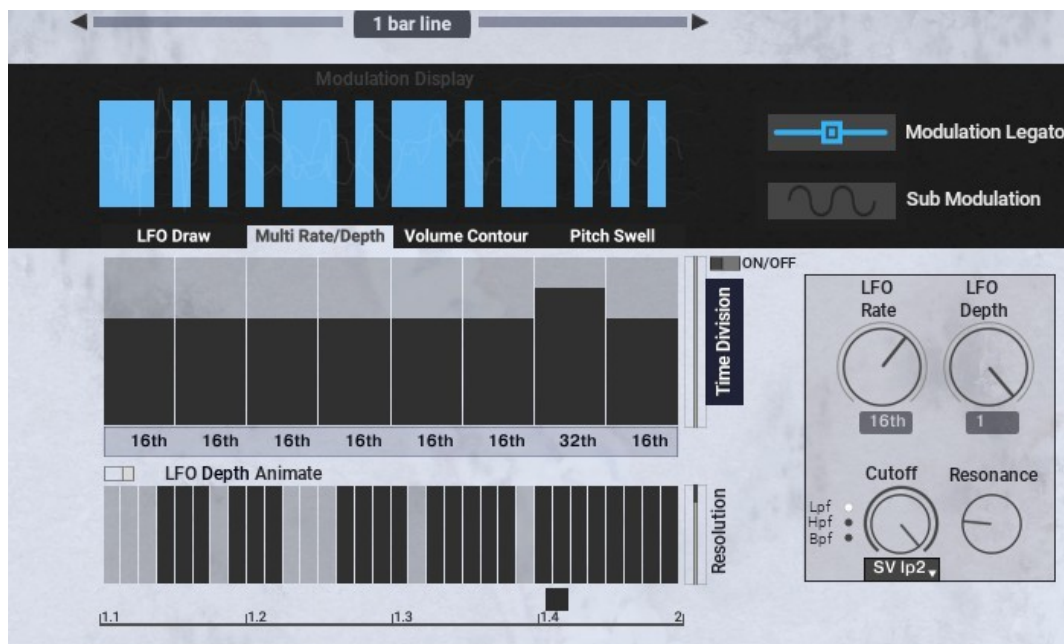 1 bar line
Modulation Display
Modulation Legato
Sub Modulation
LFO Draw Multi Rate/Depth Volume Contour Pitch Swell
ON/OFF
Time Division
16th 16th 16th 16th 16th 16th 32th 16th
LFO Depth Animate
Resolution
1.1 1.2 1.3 1.4 2
LFO Rate
LFO Depth
16th 1
Cutoff Resonance
Lpf
Hpf
Bpf
SV lp2